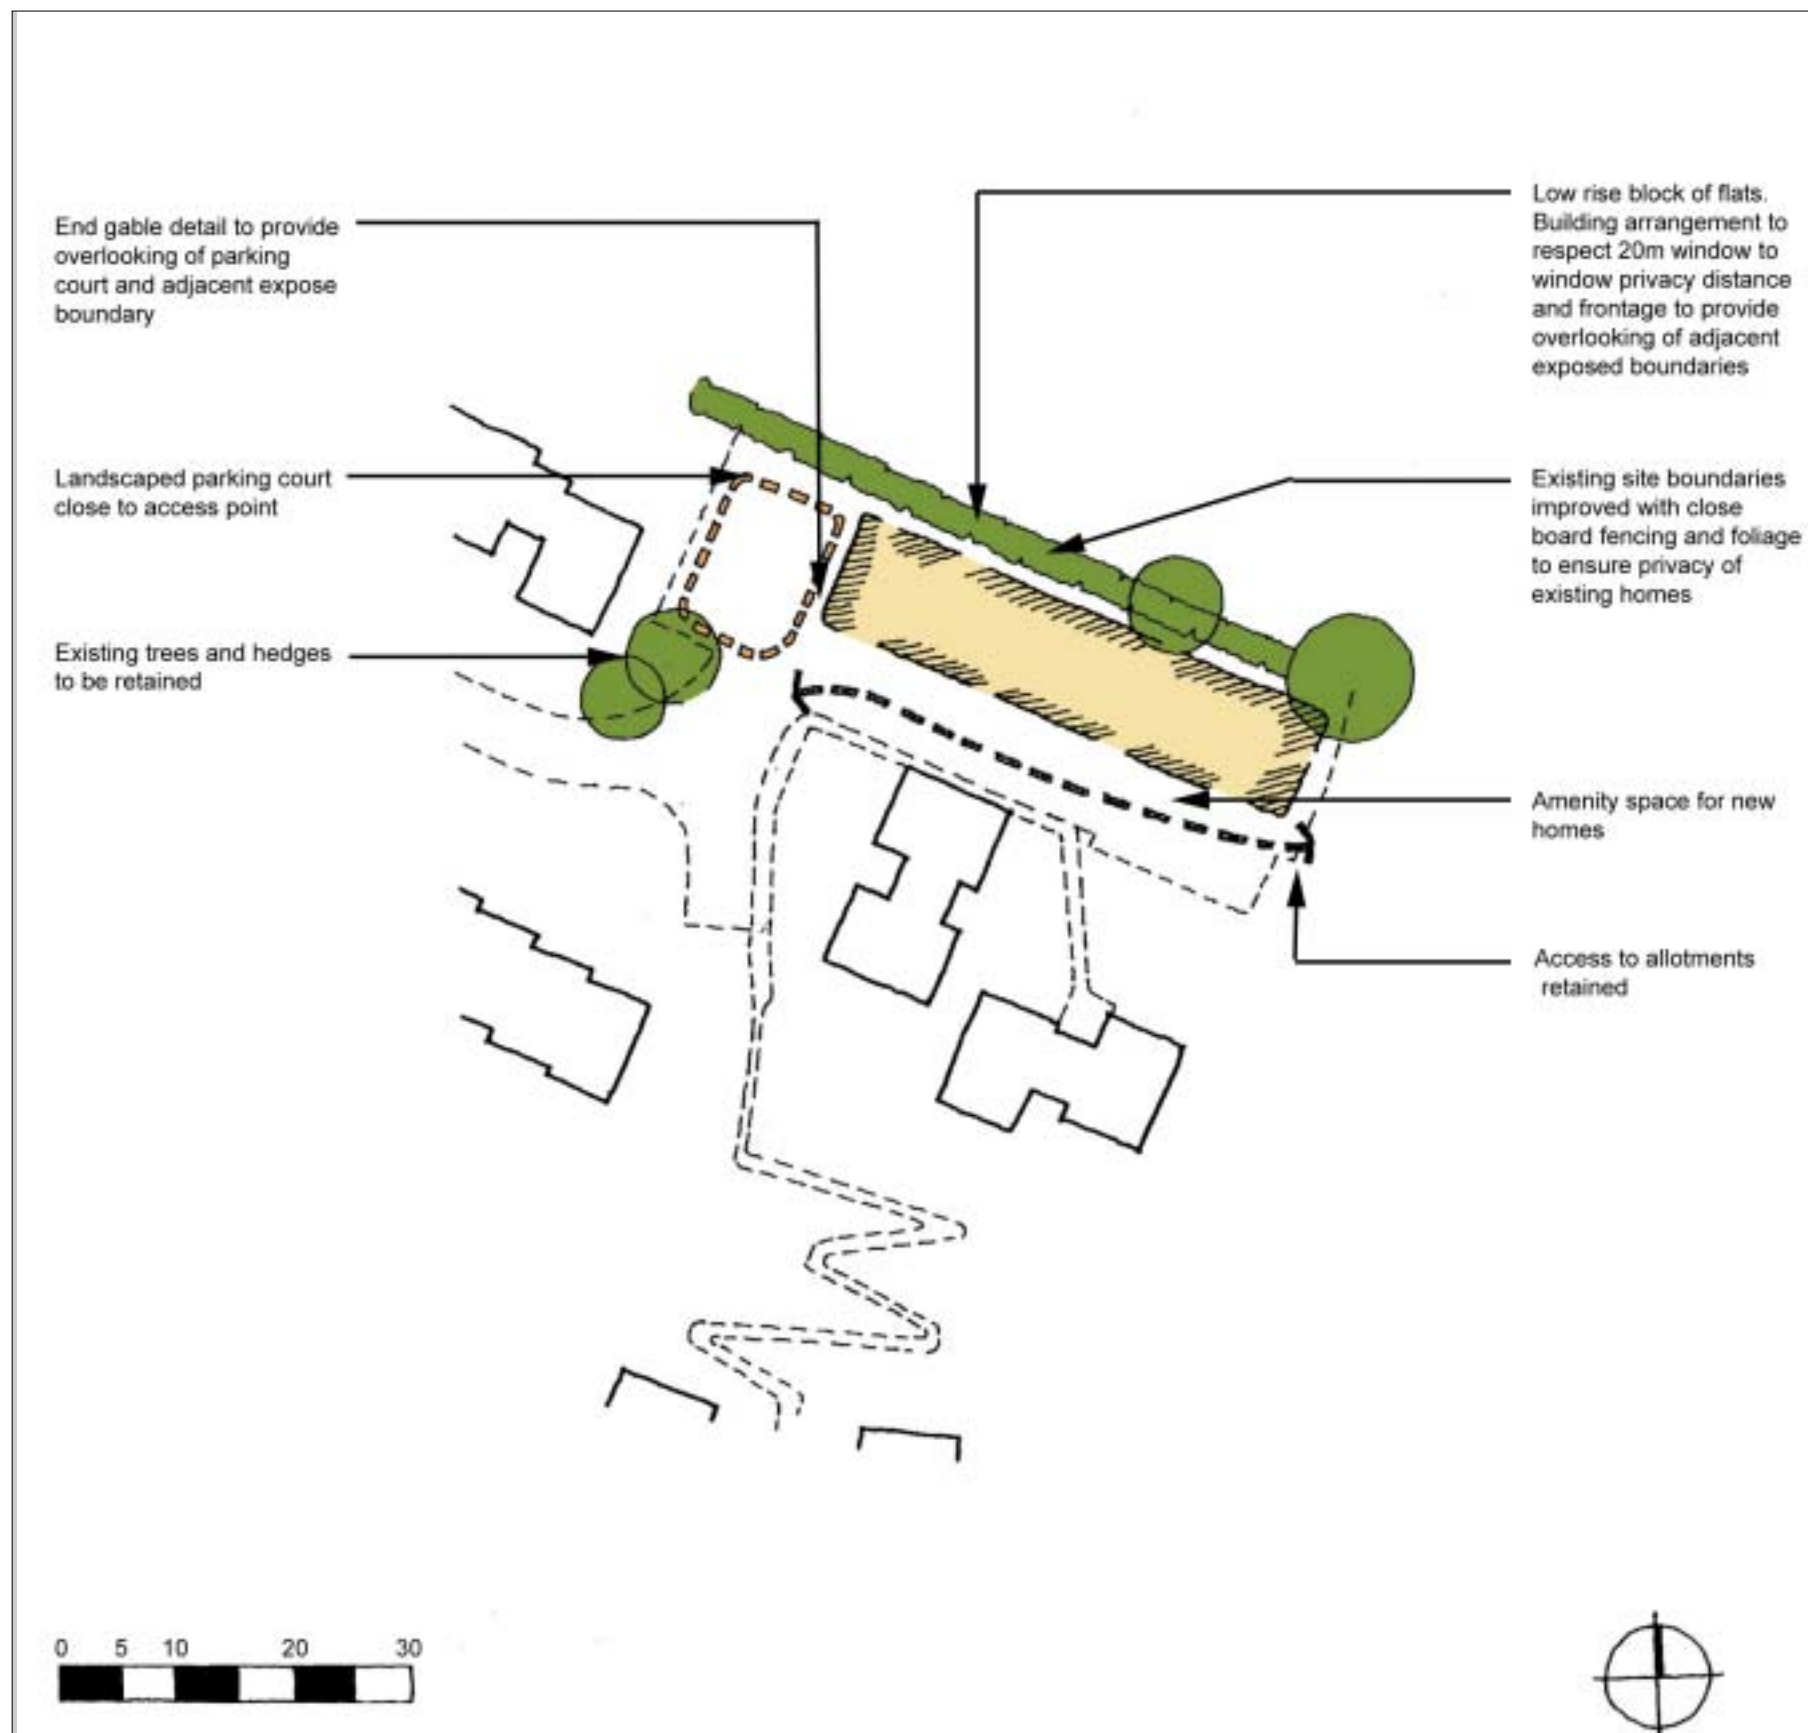 End gable detail to provide
overlooking of parking
court and adjacent expose
boundary
Landscaped parking court
close to access point
Existing trees and hedges
to be retained
Low rise block of flats.
Building arrangement to
respect 20m window to
window privacy distance
and frontage to provide
overlooking of adjacent
exposed boundaries
Existing site boundaries
improved with close
board fencing and foliage
to ensure privacy of
existing homes
Amenity space for new
homes
Access to allotments
retained
0 5 10 20 30